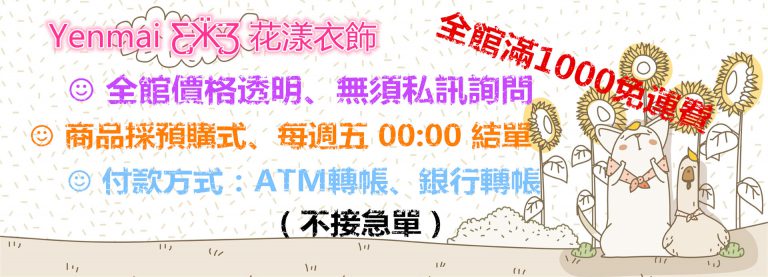 Yenmai Ƹ̵̡Ӝ̵̨̄Ʒ 花漾衣飾
全館滿1000免運費
☺ 全館價格透明、無須私訊詢問
☺ 商品採預購式、每週五 00:00 結單
☺ 付款方式：ATM轉帳、銀行轉帳
( 不接急單 )